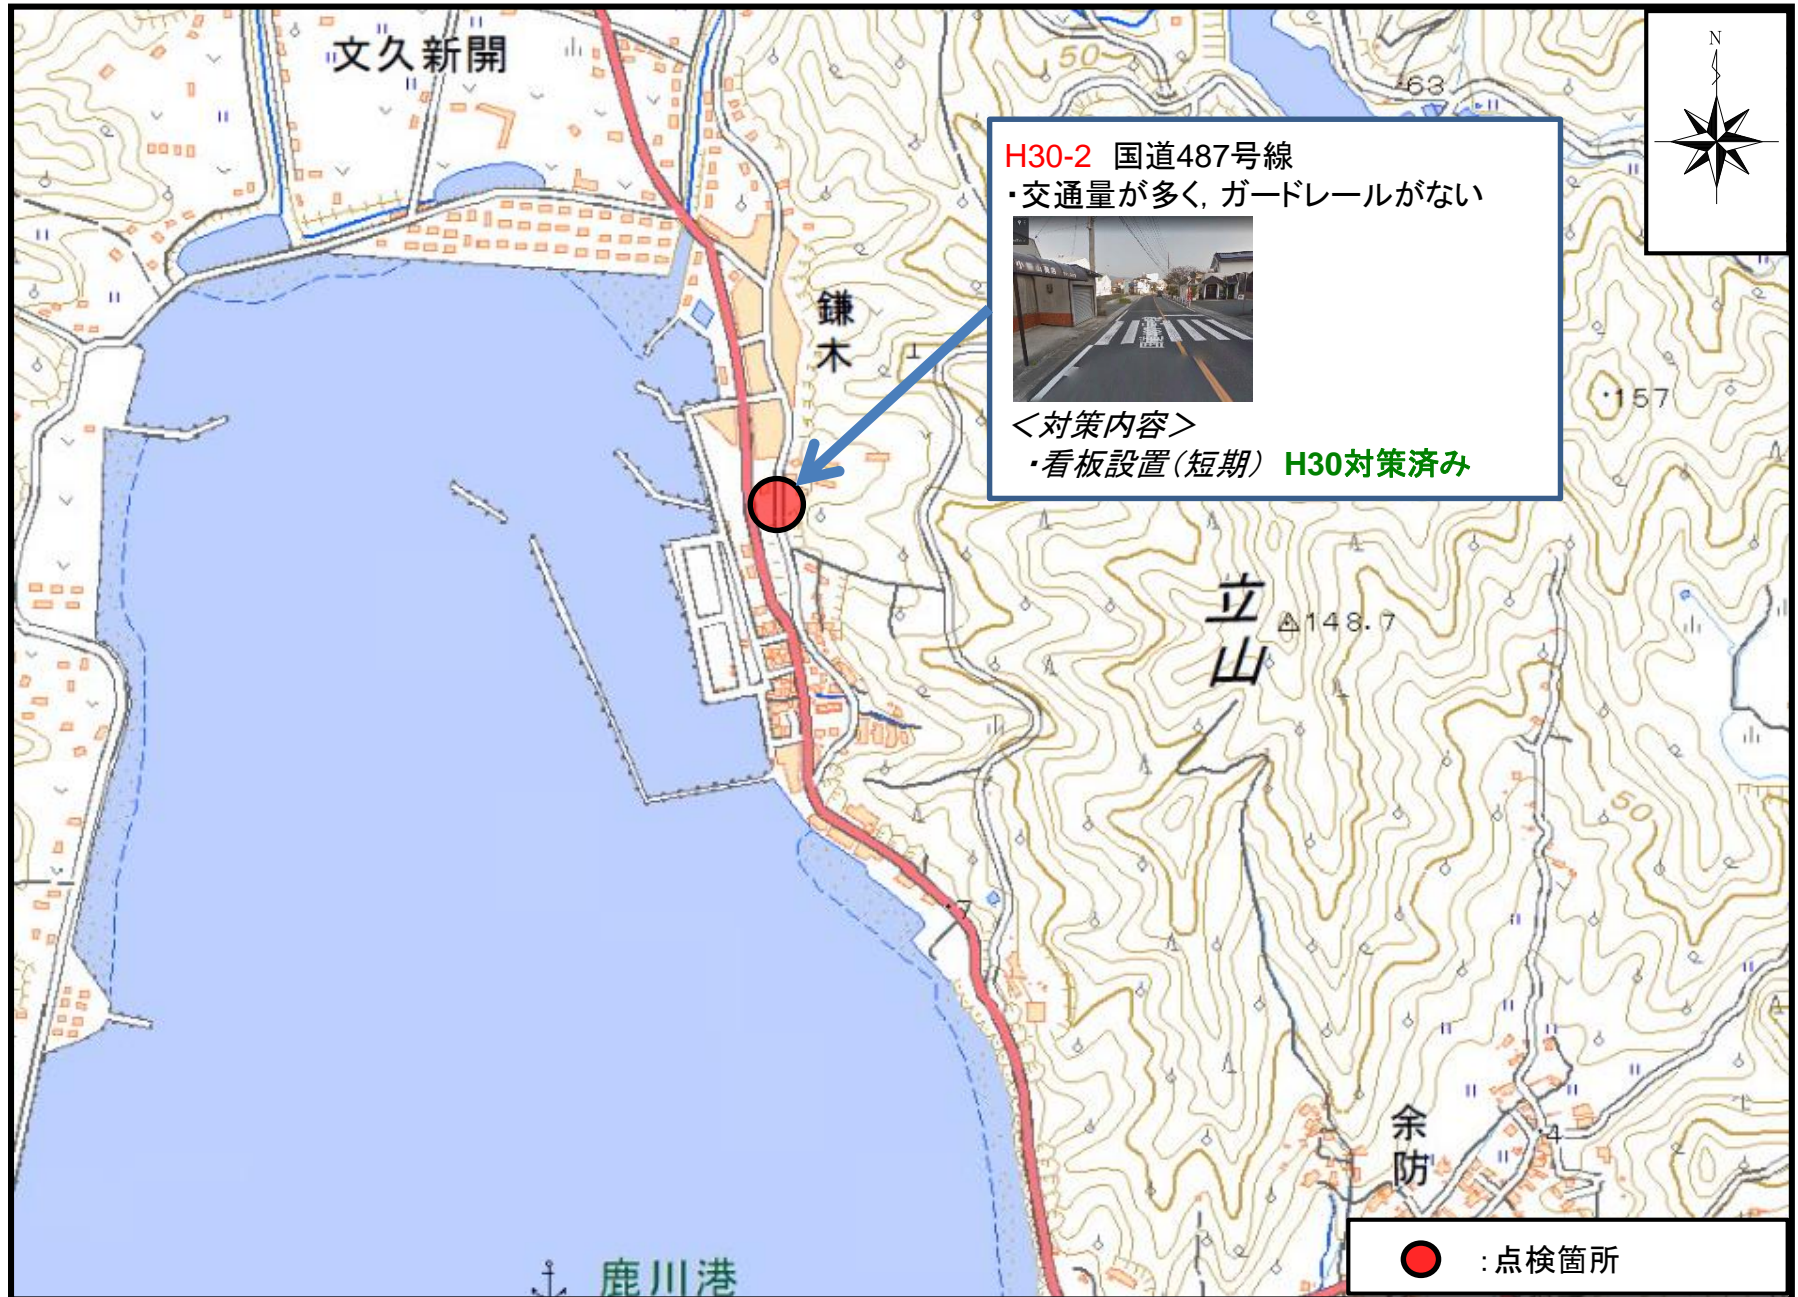 文久新開
50
63
N
H30-2 国道487号線
・交通量が多く, ガードレールがない
<対策内容>
・看板設置（短期） H30対策済み
鎌木
157
立山
148.7
50
7
余防
4
鹿川港
:点検箇所